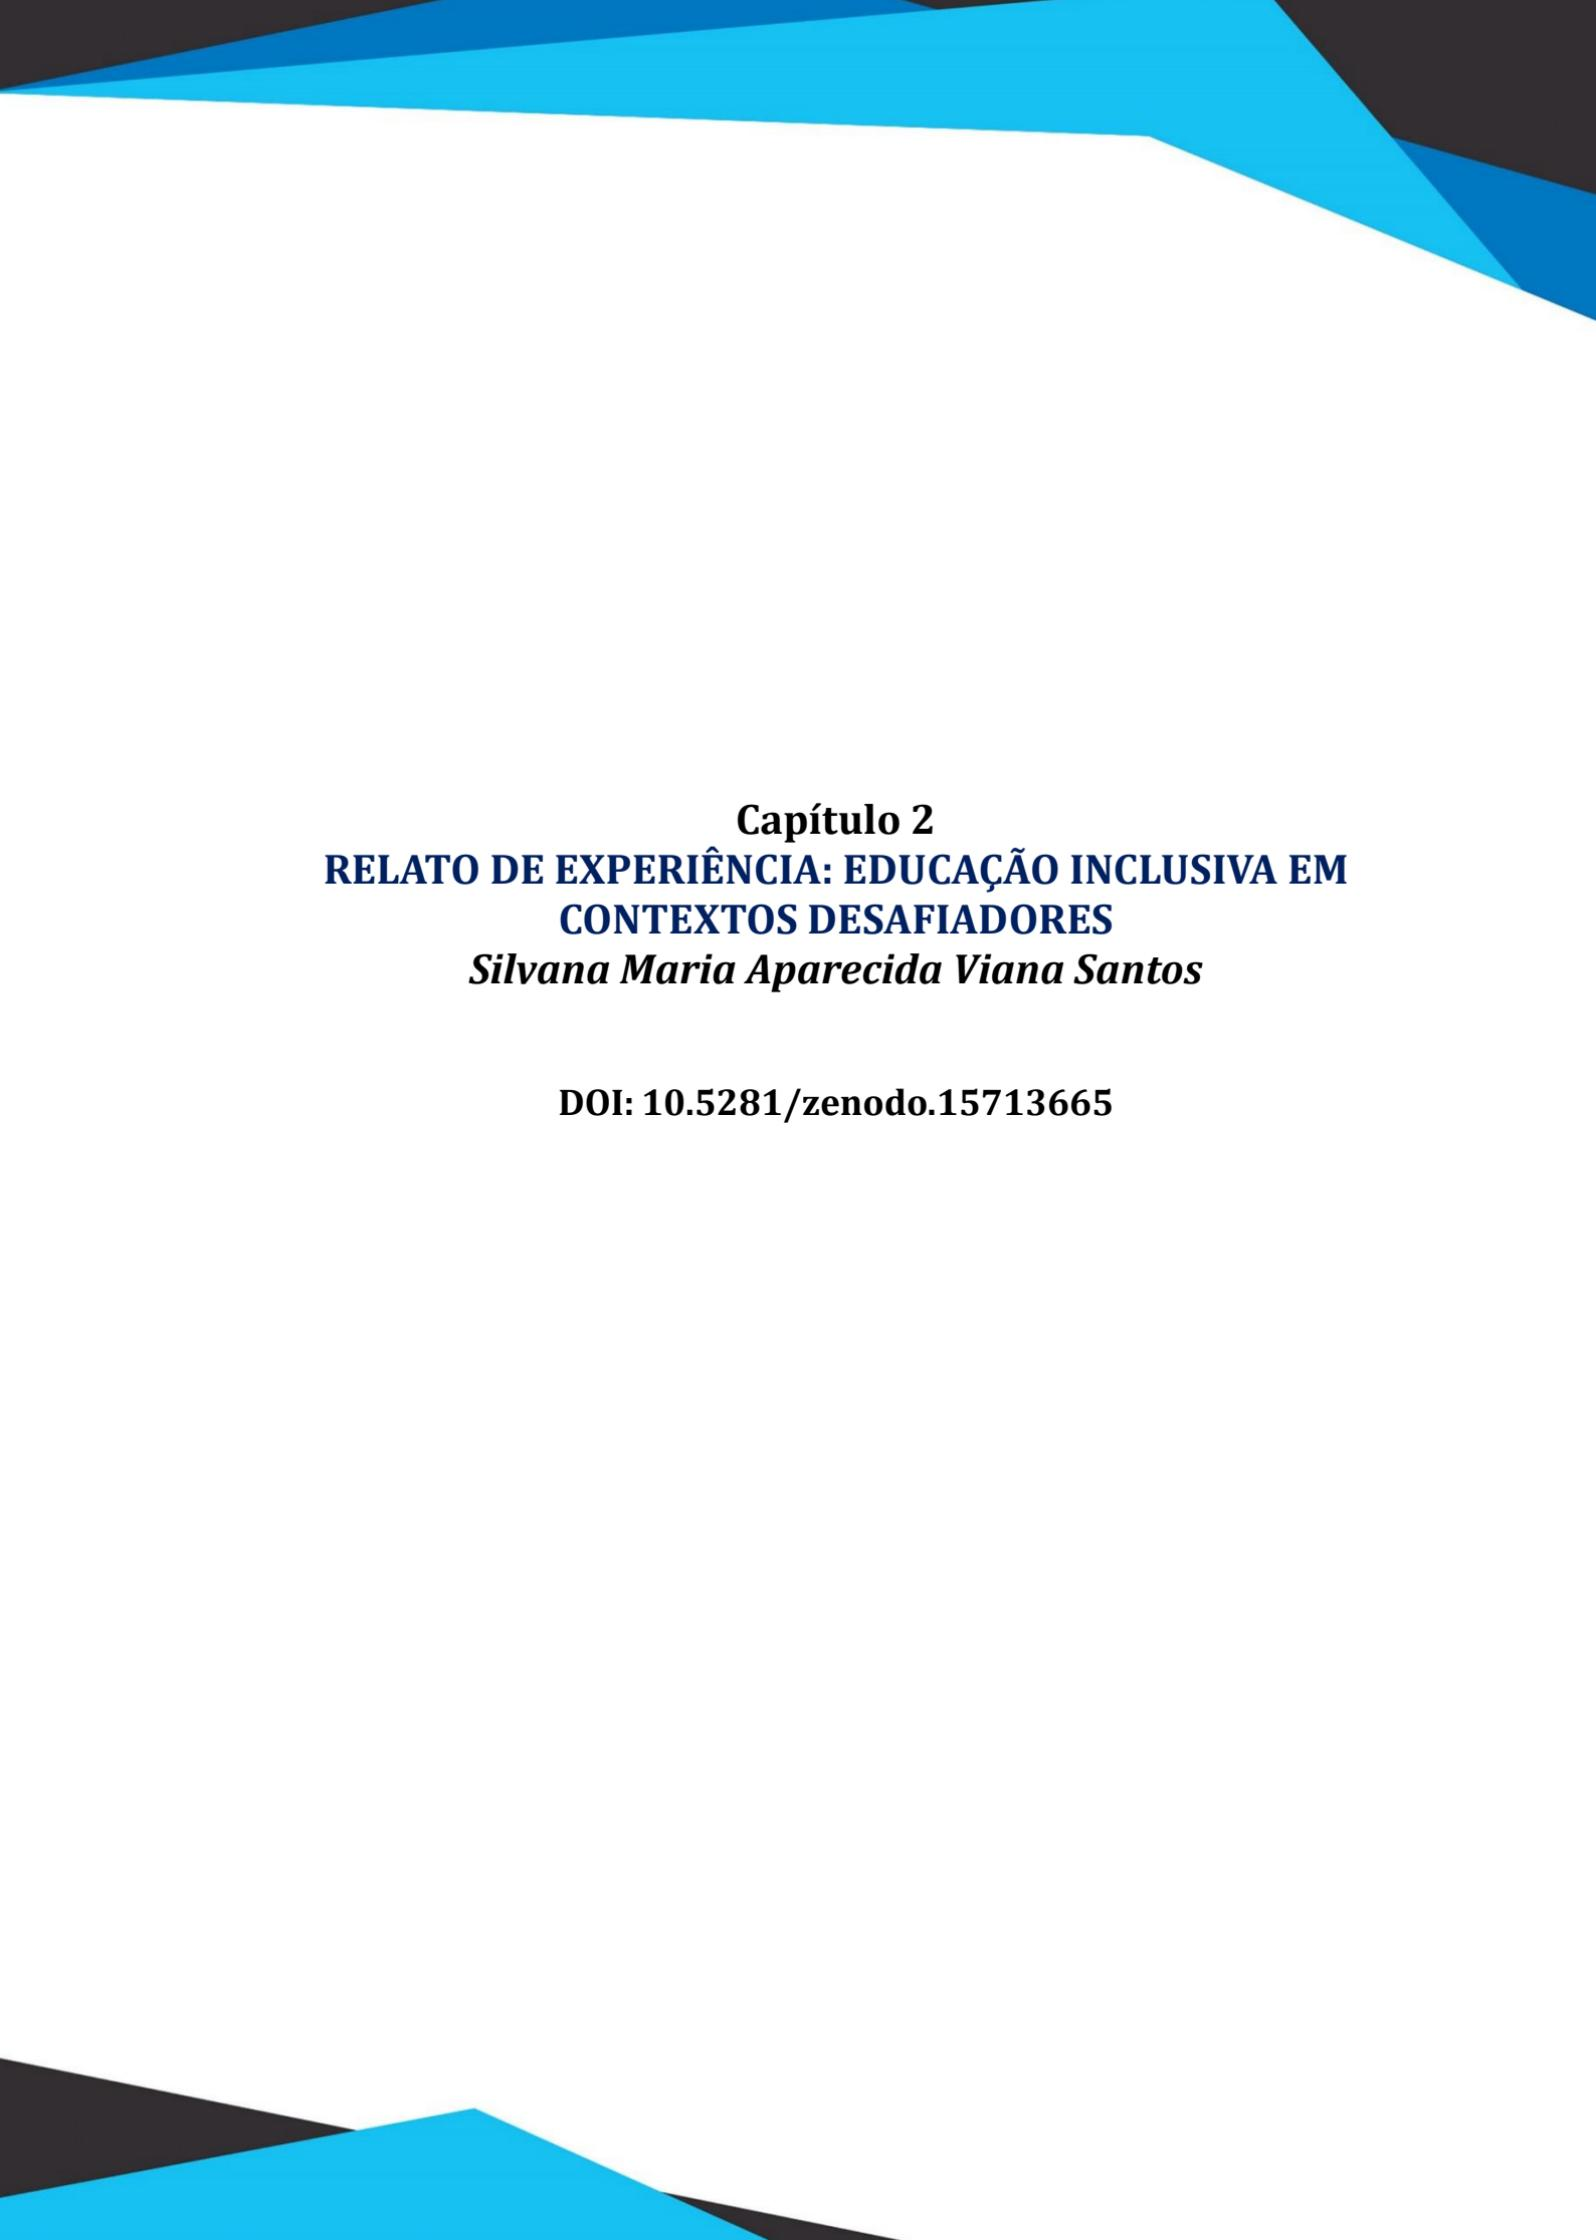 Capítulo 2
RELATO DE EXPERIÊNCIA: EDUCAÇÃO INCLUSIVA EM
CONTEXTOS DESAFIADORES
Silvana Maria Aparecida Viana Santos
DOI: 10.5281/zenodo.15713665